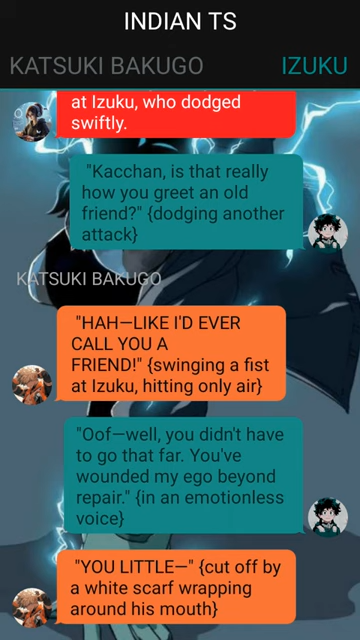 INDIAN TS
KATSUKI BAKUGO IZUKU
at Izuku, who dodged
swiftly.
"Kacchan, is that really
how you greet an old
friend?" {dodging another
attack}
KATSUKI BAKUGO
"HAH—LIKE I'D EVER
CALL YOU A
FRIEND!" {swinging a fist
at Izuku, hitting only air}
"Oof—well, you didn't have
to go that far. You've
wounded my ego beyond
repair." {in an emotionless
voice}
"YOU LITTLE—" {cut off by
a white scarf wrapping
around his mouth}